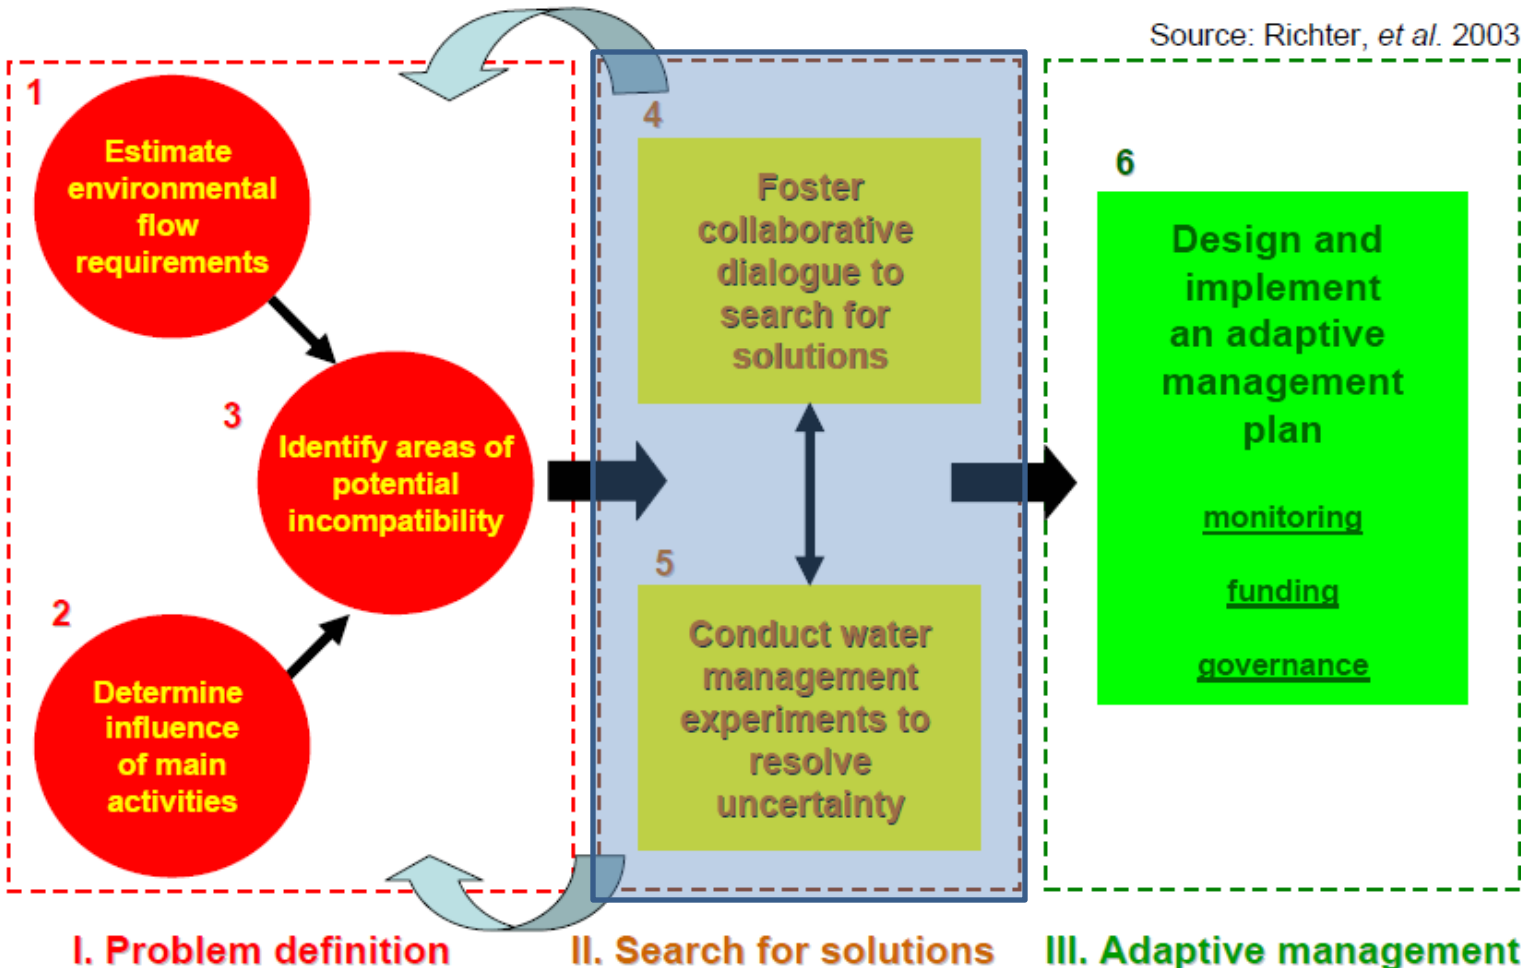 Source: Richter, et al. 2003
1
Estimate
environmental
flow
requirements
2
Determine
influence
of main
activities
3
Identify areas of
potential
incompatibility
4
Foster
collaborative
dialogue to
search for
solutions
5
Conduct water
management
experiments to
resolve
uncertainty
6
Design and
implement
an adaptive
management
plan
monitoring
funding
governance
I. Problem definition
II. Search for solutions
III. Adaptive management